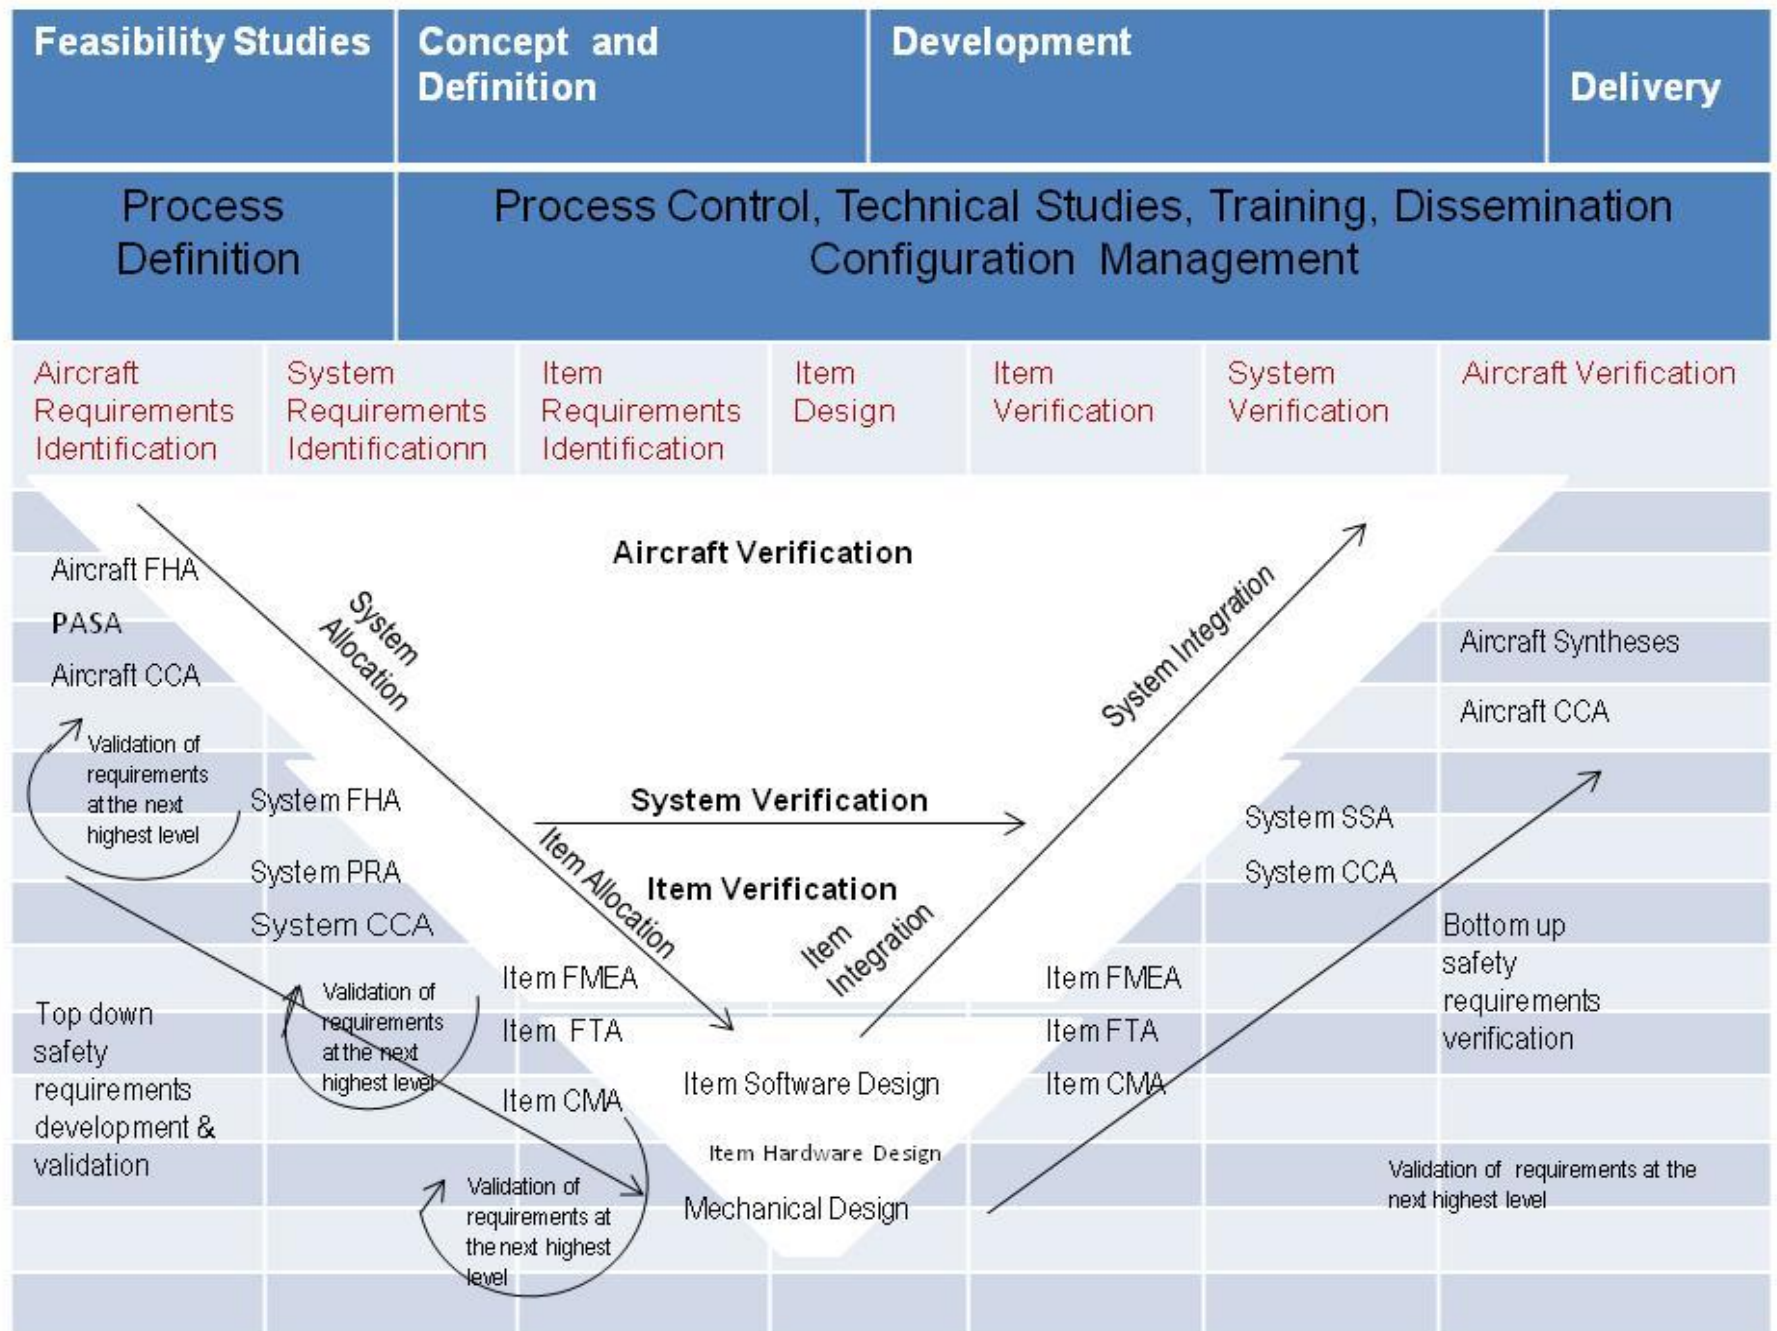 Feasibility Studies
Concept and
Definition
Development
Delivery
Process
Definition
Process Control, Technical Studies, Training, Dissemination
Configuration Management
Aircraft
Requirements
Identification
System
Requirements
Identificationn
Item
Requirements
Identification
Item
Design
Item
Verification
System
Verification
Aircraft Verification
Aircraft FHA
PASA
Aircraft CCA
Validation of
requirements
at the next
highest level
System
Allocation
Aircraft Verification
System Integration
Aircraft Syntheses
Aircraft CCA
System FHA
System PRA
System CCA
System Verification
Item Allocation
Item Verification
Item
Integration
System SSA
System CCA
Top down
safety
requirements
development &
validation
Validation of
requirements
at the next
highest level
Item FMEA
Item FTA
Item CMA
Validation of
requirements at
the next highest
level
Item Software Design
Item Hardware Design
Mechanical Design
Item FMEA
Item FTA
Item CMA
Bottom up
safety
requirements
verification
Validation of requirements at the
next highest level